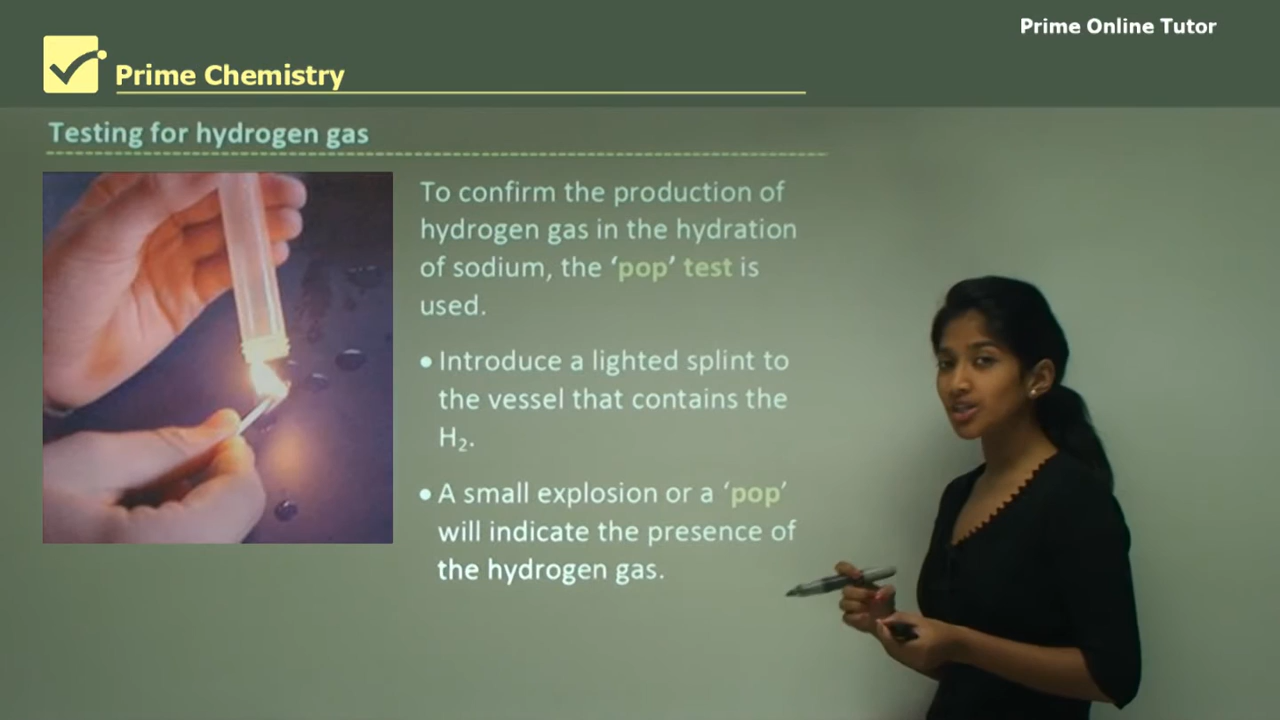 Prime Online Tutor
Prime Chemistry
Testing for hydrogen gas
To confirm the production of
hydrogen gas in the hydration
of sodium, the ‘pop’ test is
used.
• Introduce a lighted splint to
the vessel that contains the
H₂.
• A small explosion or a ‘pop’
will indicate the presence of
the hydrogen gas.